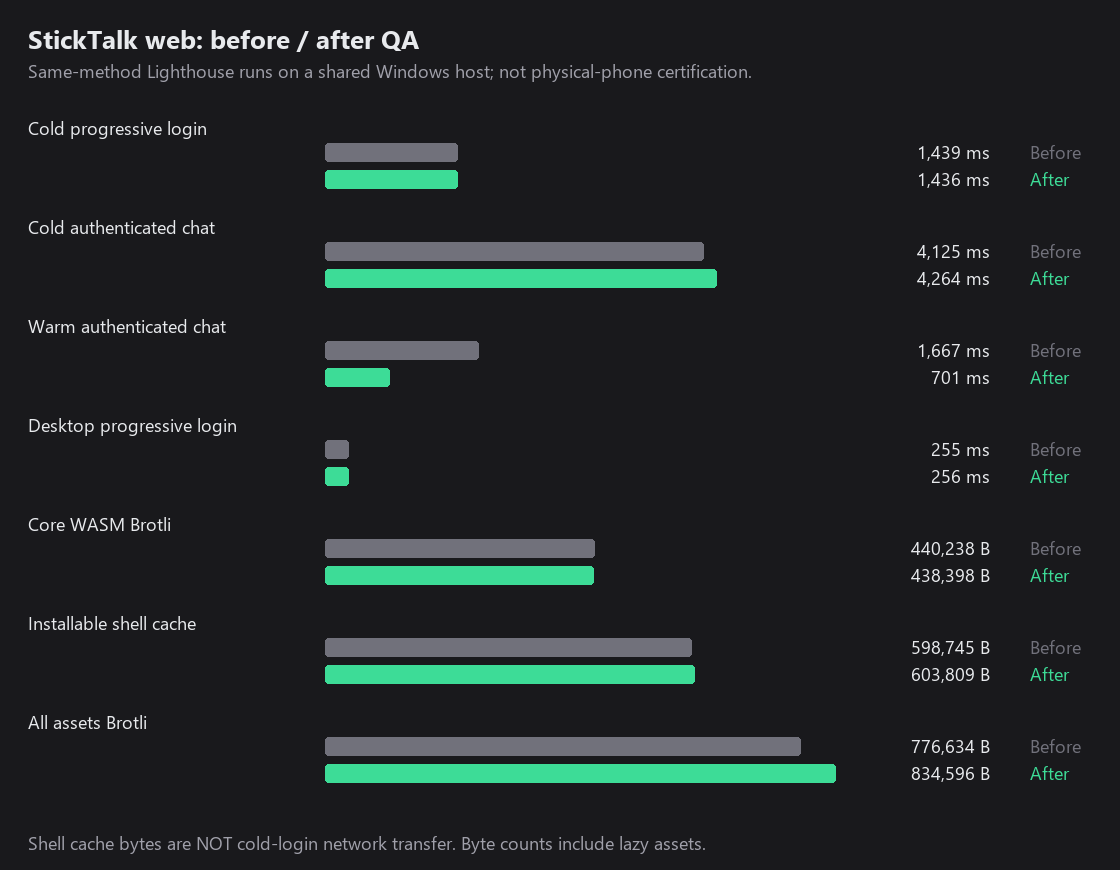 StickTalk web: before / after QA
Same-method Lighthouse runs on a shared Windows host; not physical-phone certification.
Cold progressive login
1,439 ms Before
1,436 ms After
Cold authenticated chat
4,125 ms Before
4,264 ms After
Warm authenticated chat
1,667 ms Before
701 ms After
Desktop progressive login
255 ms Before
256 ms After
Core WASM Brotli
440,238 B Before
438,398 B After
Installable shell cache
598,745 B Before
603,809 B After
All assets Brotli
776,634 B Before
834,596 B After
Shell cache bytes are NOT cold-login network transfer. Byte counts include lazy assets.